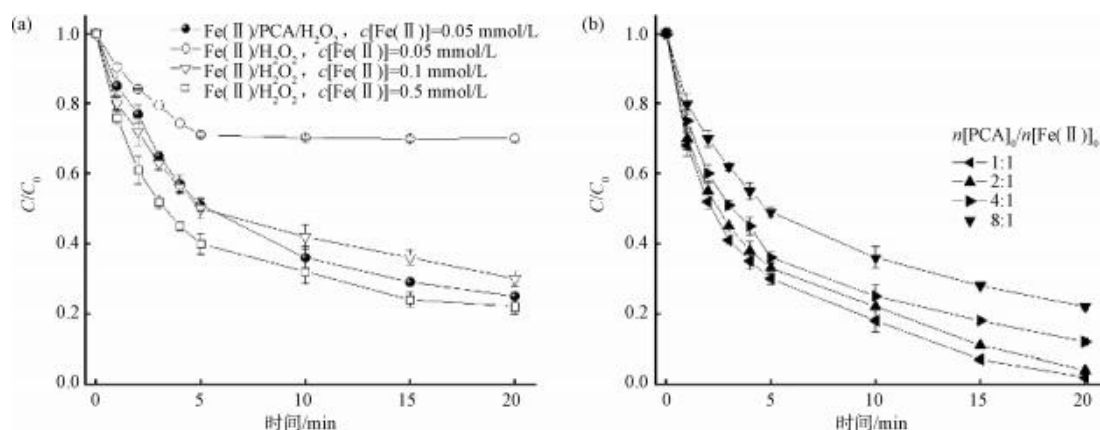 (a)
Fe(Ⅱ)/PCA/H₂O₂，c[Fe(Ⅱ)]=0.05 mmol/L
Fe(Ⅱ)/H₂O₂，c[Fe(Ⅱ)]=0.05 mmol/L
Fe(Ⅱ)/H₂O₂，c[Fe(Ⅱ)]=0.1 mmol/L
Fe(Ⅱ)/H₂O₂，c[Fe(Ⅱ)]=0.5 mmol/L
C/C₀
1.0
0.8
0.6
0.4
0.2
0.0
0 5 10 15 20
时间/min
(b)
n[PCA]₀/n[Fe(Ⅱ)]₀
1:1
2:1
4:1
8:1
C/C₀
1.0
0.8
0.6
0.4
0.2
0.0
0 5 10 15 20
时间/min